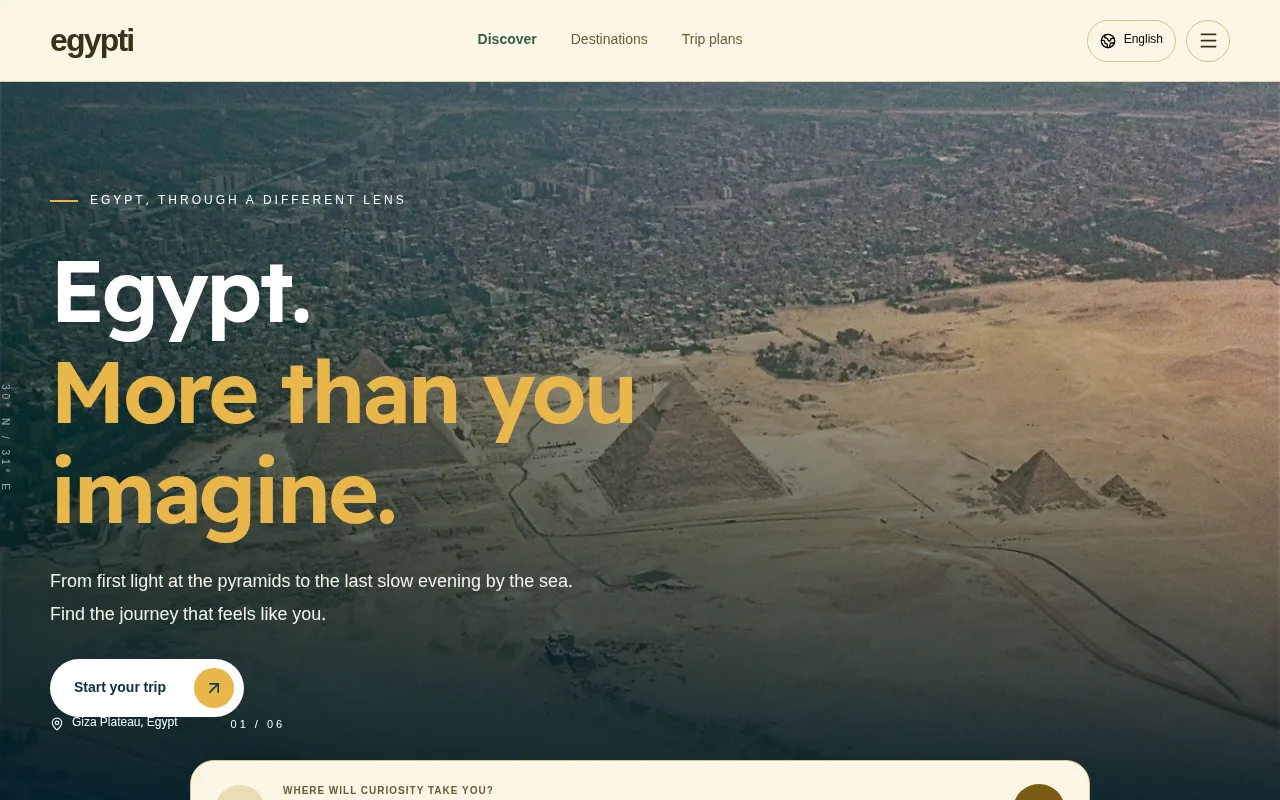 egypti
Discover
Destinations
Trip plans
English
EGYPT, THROUGH A DIFFERENT LENS
Egypt.
More than you
imagine.
30° N / 31° E
From first light at the pyramids to the last slow evening by the sea.
Find the journey that feels like you.
Start your trip
Giza Plateau, Egypt
01 / 06
WHERE WILL CURIOSITY TAKE YOU?